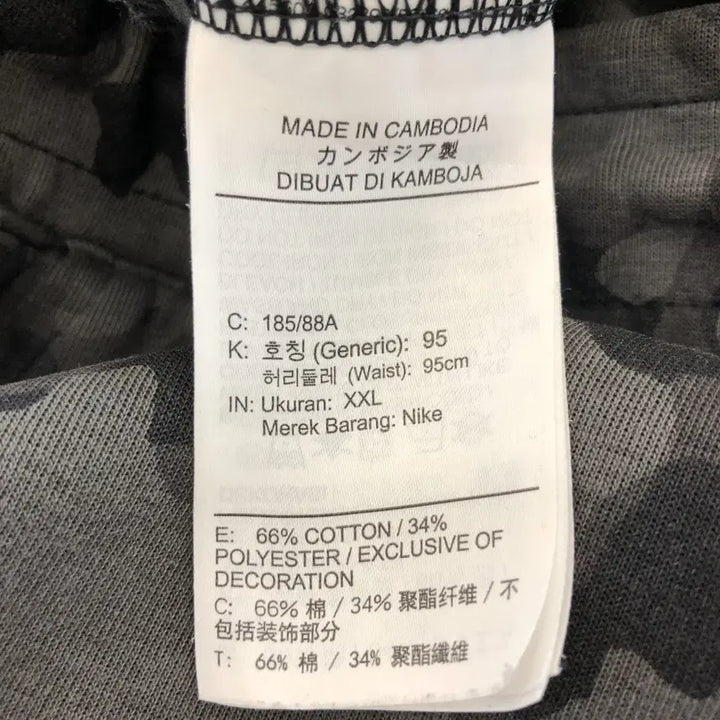 MADE IN CAMBODIA
カンボジア製
DIBUAT DI KAMBOJA
C: 185/88A
K: 호칭 (Generic): 95
허리둘레 (Waist): 95cm
IN: Ukuran: XXL
Merek Barang: Nike
E: 66% COTTON / 34%
POLYESTER / EXCLUSIVE OF
DECORATION
C: 66% 棉 / 34% 聚酯纤维 / 不
包括装饰部分
T: 66% 棉 / 34% 聚酯纖維